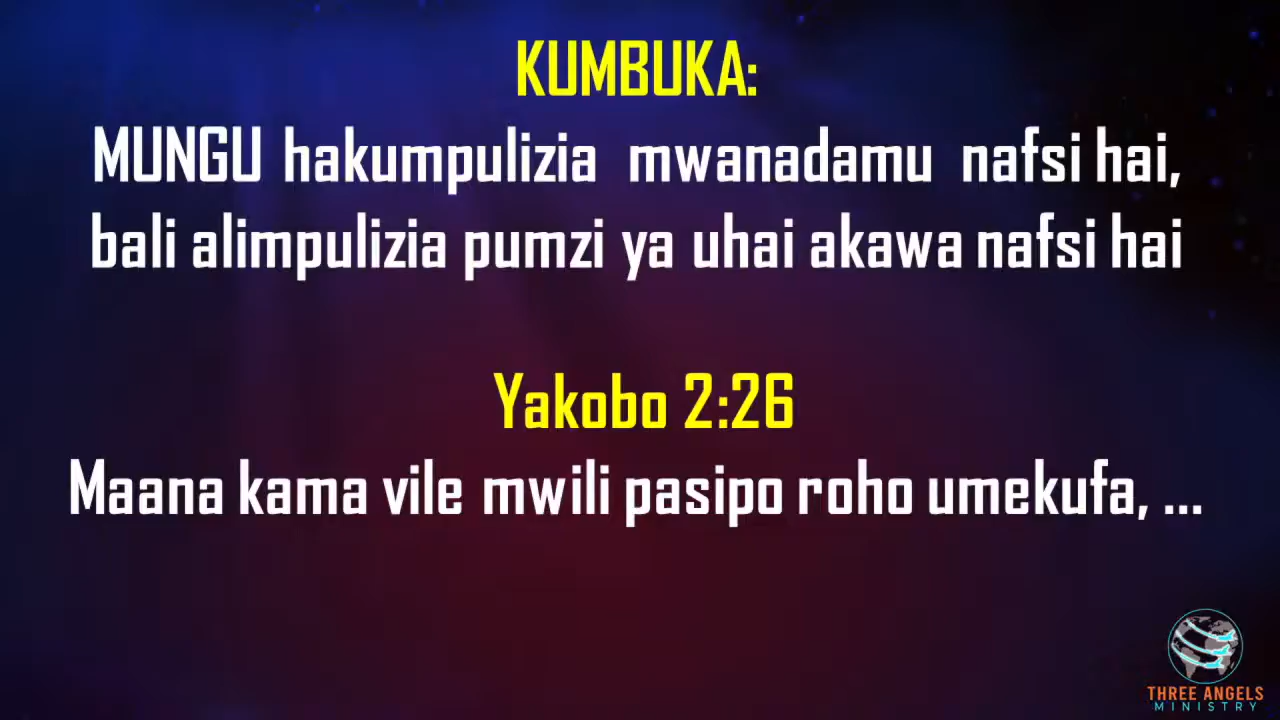 KUMBUKA:
MUNGU hakumpulizia mwanadamu nafsi hai,
bali alimpulizia pumzi ya uhai akawa nafsi hai
Yakobo 2:26
Maana kama vile mwili pasipo roho umekufa, ...
THREE ANGELS
MINISTRY